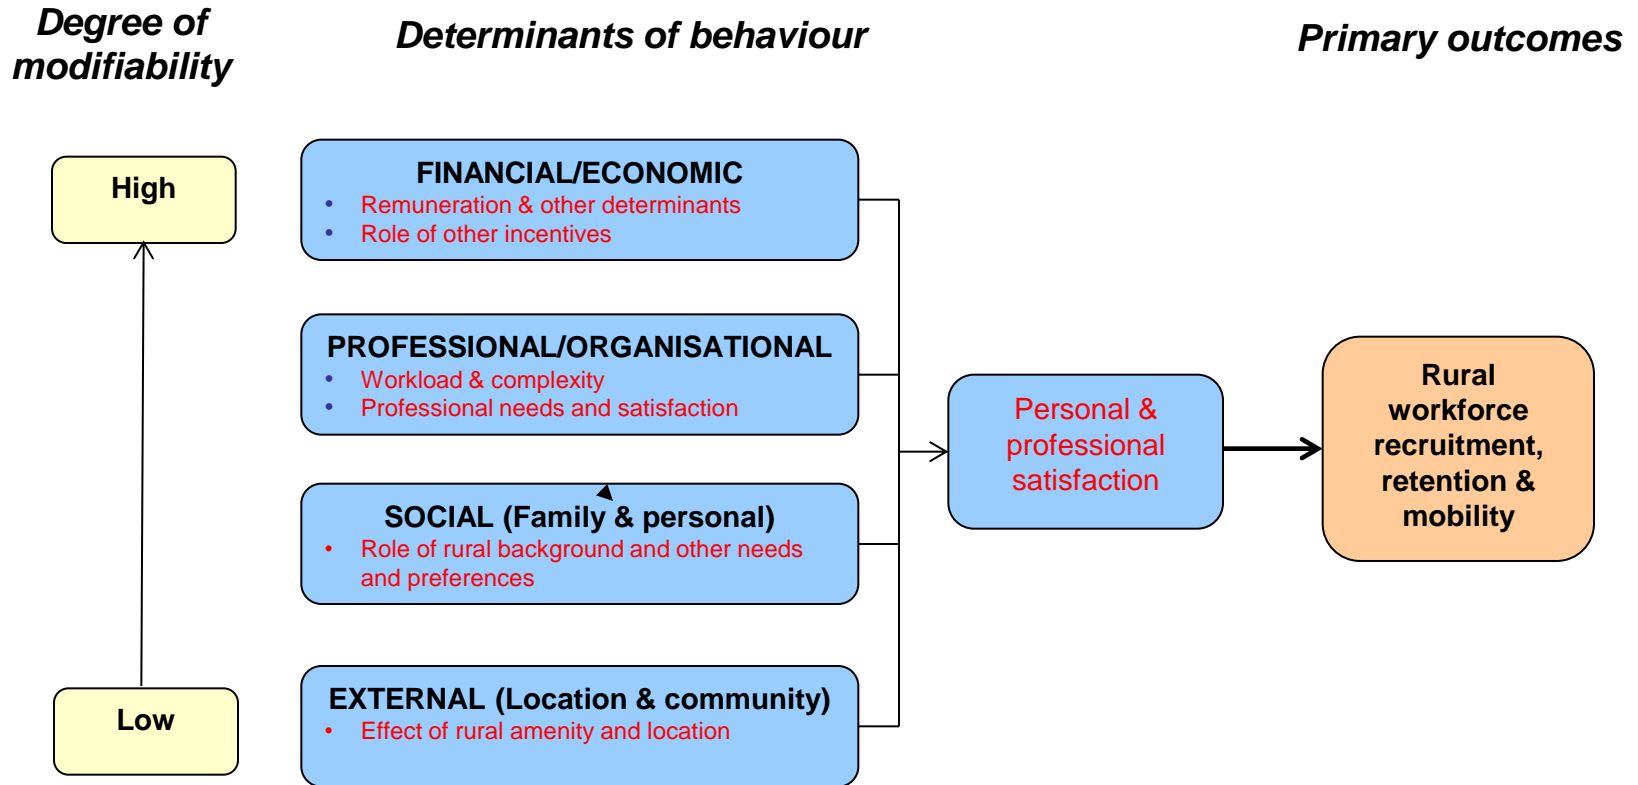 Degree of
modifiability
Determinants of behaviour
Primary outcomes
High
Low
FINANCIAL/ECONOMIC
• Remuneration & other determinants
• Role of other incentives
PROFESSIONAL/ORGANISATIONAL
• Workload & complexity
• Professional needs and satisfaction
SOCIAL (Family & personal)
• Role of rural background and other needs
and preferences
EXTERNAL (Location & community)
• Effect of rural amenity and location
Personal &
professional
satisfaction
Rural
workforce
recruitment,
retention &
mobility